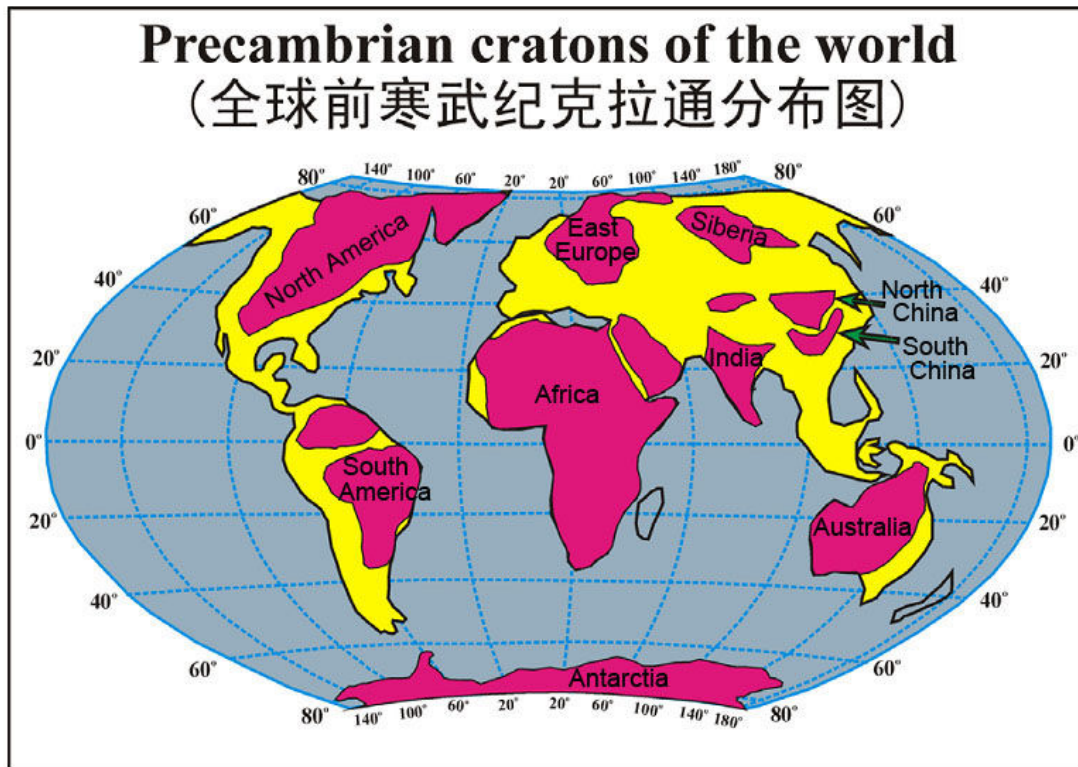 Precambrian cratons of the world
(全球前寒武纪克拉通分布图)
80° 140° 100° 60° 20° 20° 60° 100° 140° 180° 80°
60° 60°
North America
East
Europe
Siberia
40° 40°
North
China
South
China
India
20° 20°
Africa
0° 0°
South
America
Australia
20° 20°
40° 40°
60° 60°
Antarctia
80° 140° 100° 60° 20° 20° 60° 100° 140° 180° 80°